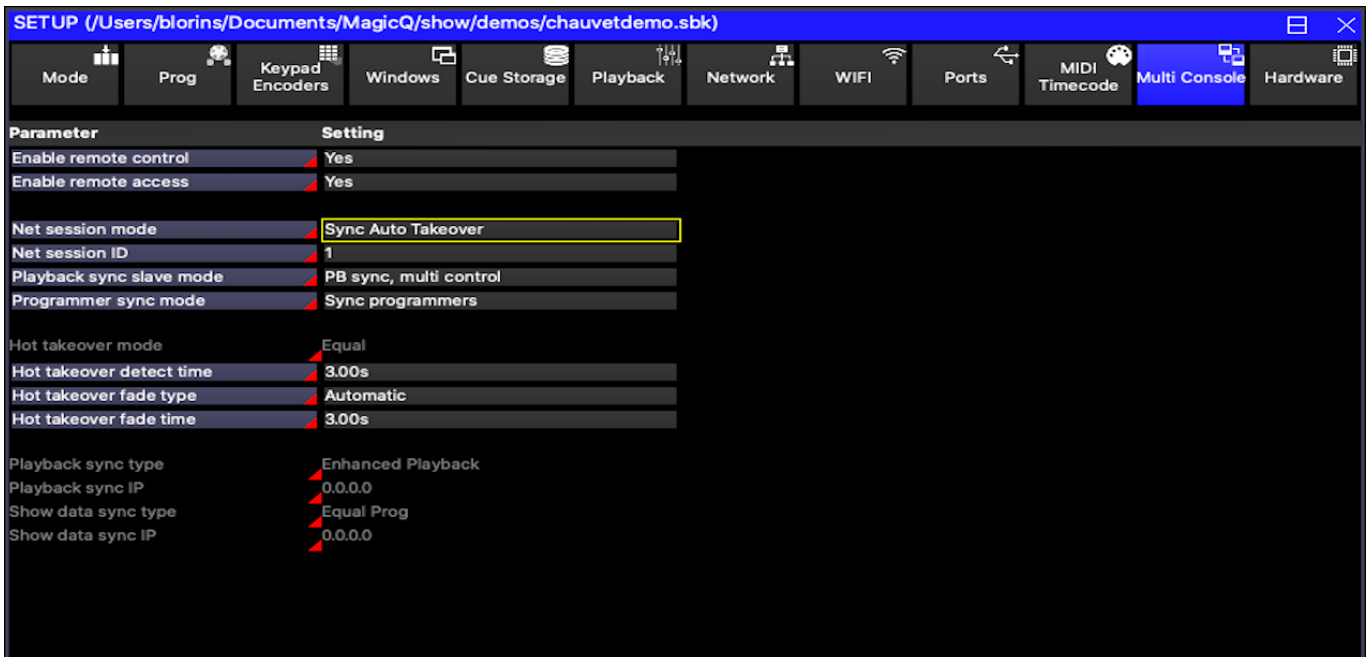 SETUP (/Users/blorins/Documents/MagicQ/show/demos/chauvetdemo.sbk)
Mode Prog Keypad Encoders Windows Cue Storage Playback Network WIFI Ports MIDI Timecode Multi Console Hardware
Parameter Setting
Enable remote control Yes
Enable remote access Yes
Net session mode Sync Auto Takeover
Net session ID 1
Playback sync slave mode PB sync, multi control
Programmer sync mode Sync programmers
Hot takeover mode Equal
Hot takeover detect time 3.00s
Hot takeover fade type Automatic
Hot takeover fade time 3.00s
Playback sync type Enhanced Playback
Playback sync IP 0.0.0.0
Show data sync type Equal Prog
Show data sync IP 0.0.0.0